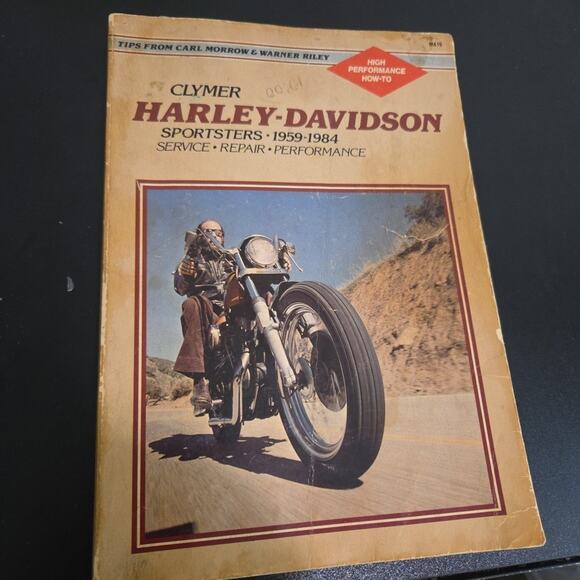 TIPS FROM CARL MORROW & WARNER RILEY
M419
HIGH
PERFORMANCE
HOW-TO
CLYMER
HARLEY-DAVIDSON
SPORTSTERS • 1959-1984
SERVICE • REPAIR • PERFORMANCE